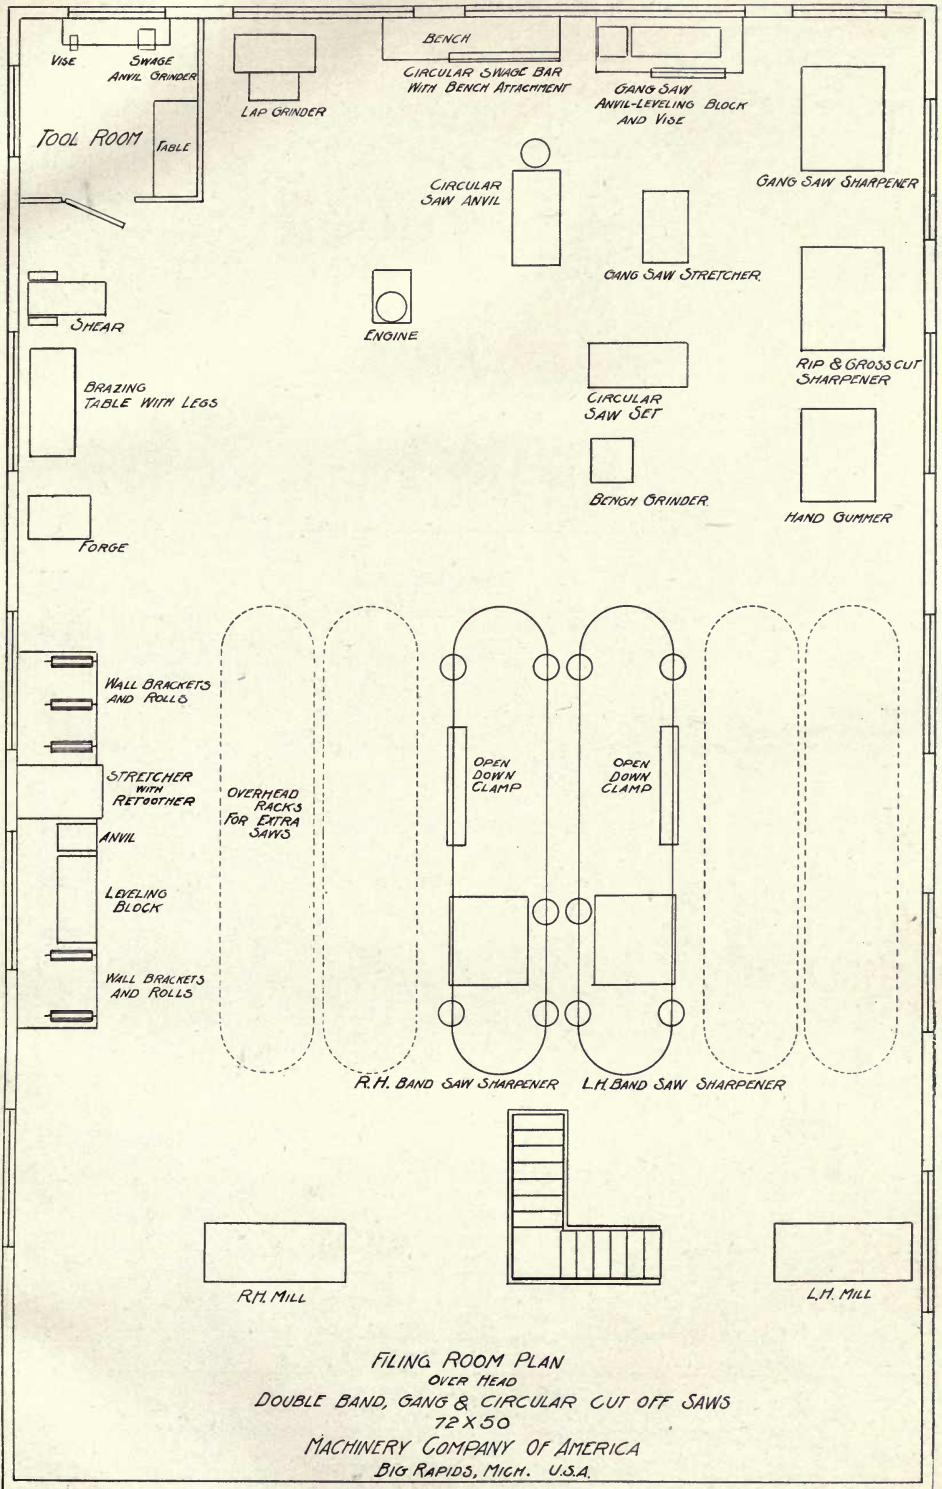 VISE
SWAGE
ANVIL GRINDER
TOOL ROOM
TABLE
LAP GRINDER
BENCH
CIRCULAR SWAGE BAR
WITH BENCH ATTACHMENT
GANG SAW
ANVIL-LEVELING BLOCK
AND VISE
CIRCULAR
SAW ANVIL
GANG SAW SHARPENER
GANG SAW STRETCHER.
SHEAR
ENGINE
BRAZING
TABLE WITH LEGS
CIRCULAR
SAW SET
RIP & CROSSCUT
SHARPENER
BENCH GRINDER.
HAND GUMMER
FORGE
WALL BRACKETS
AND ROLLS
STRETCHER
WITH
RETOOTHER
ANVIL
LEVELING
BLOCK
WALL BRACKETS
AND ROLLS
OVERHEAD
RACKS
FOR EXTRA
SAWS
OPEN
DOWN
CLAMP
OPEN
DOWN
CLAMP
R.H. BAND SAW SHARPENER
L.H. BAND SAW SHARPENER
R.H. MILL
L.H. MILL
FILING ROOM PLAN
OVER HEAD
DOUBLE BAND, GANG & CIRCULAR CUT OFF SAWS
72 X 50
MACHINERY COMPANY OF AMERICA
BIG RAPIDS, MICH. U.S.A.